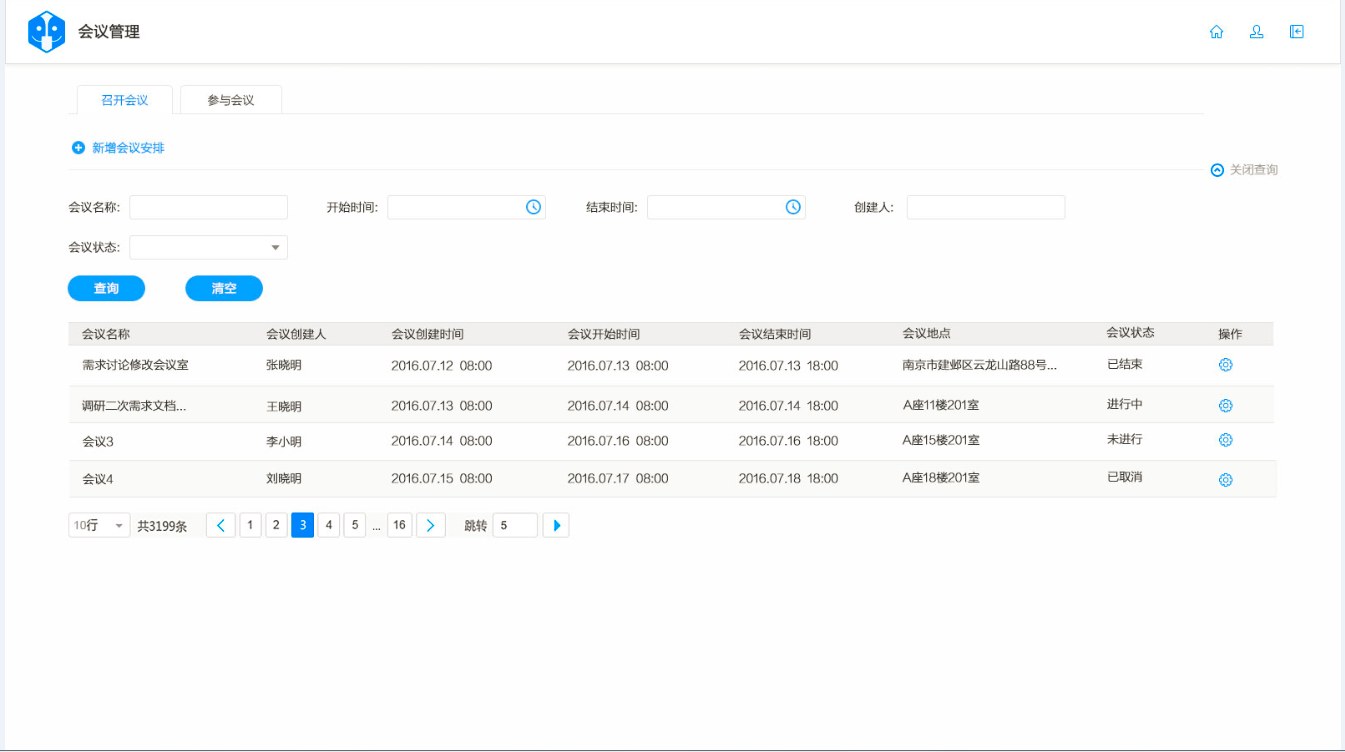 会议管理
召开会议 参与会议
新增会议安排
关闭查询
会议名称: 开始时间: 结束时间: 创建人:
会议状态:
查询 清空
会议名称 会议创建人 会议创建时间 会议开始时间 会议结束时间 会议地点 会议状态 操作
需求讨论修改会议室 张晓明 2016.07.12 08:00 2016.07.13 08:00 2016.07.13 18:00 南京市建邺区云龙山路88号... 已结束
调研二次需求文档... 王晓明 2016.07.13 08:00 2016.07.14 08:00 2016.07.14 18:00 A座11楼201室 进行中
会议3 李小明 2016.07.14 08:00 2016.07.16 08:00 2016.07.16 18:00 A座15楼201室 未进行
会议4 刘晓明 2016.07.15 08:00 2016.07.17 08:00 2016.07.18 18:00 A座18楼201室 已取消
10行 共3199条 1 2 3 4 5 ... 16 跳转 5